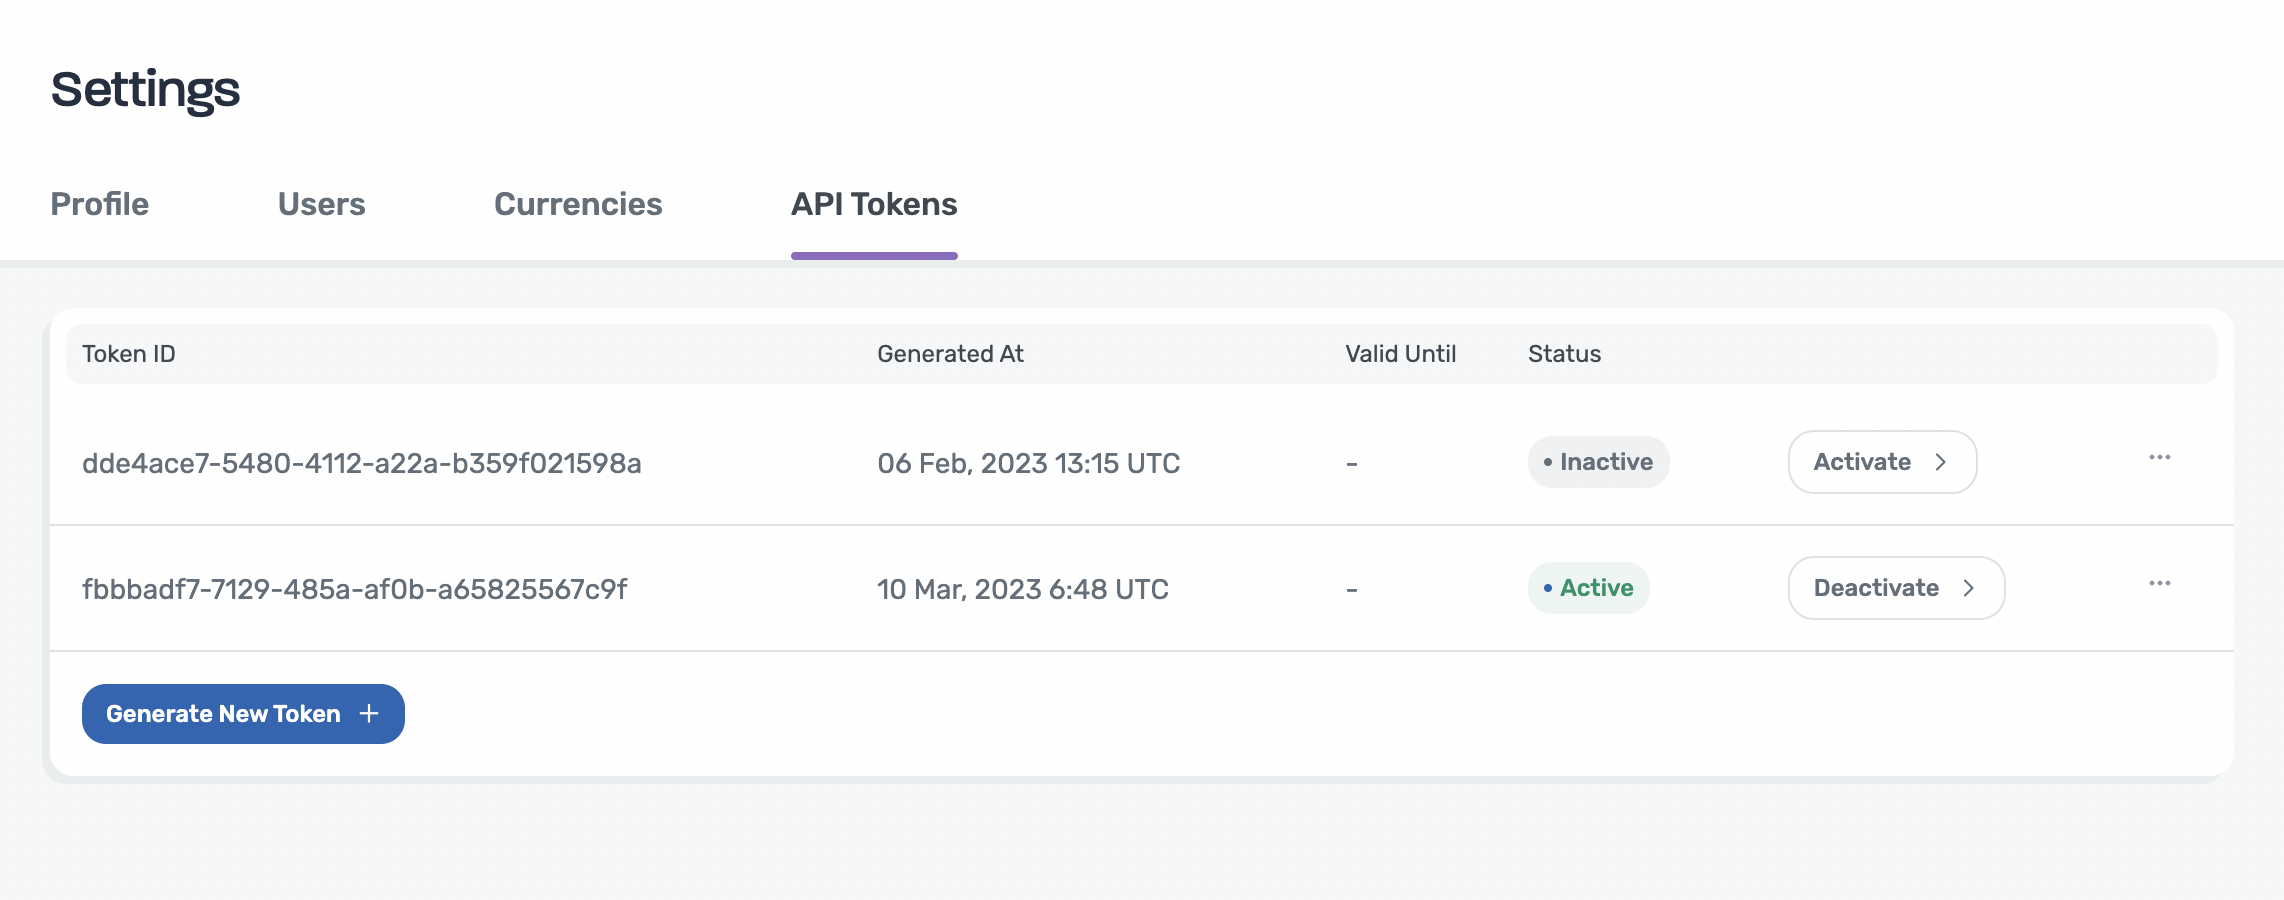 Settings
Profile Users Currencies API Tokens
Token ID Generated At Valid Until Status
dde4ace7-5480-4112-a22a-b359f021598a 06 Feb, 2023 13:15 UTC - Inactive Activate
fbbbadf7-7129-485a-af0b-a65825567c9f 10 Mar, 2023 6:48 UTC - Active Deactivate
Generate New Token +